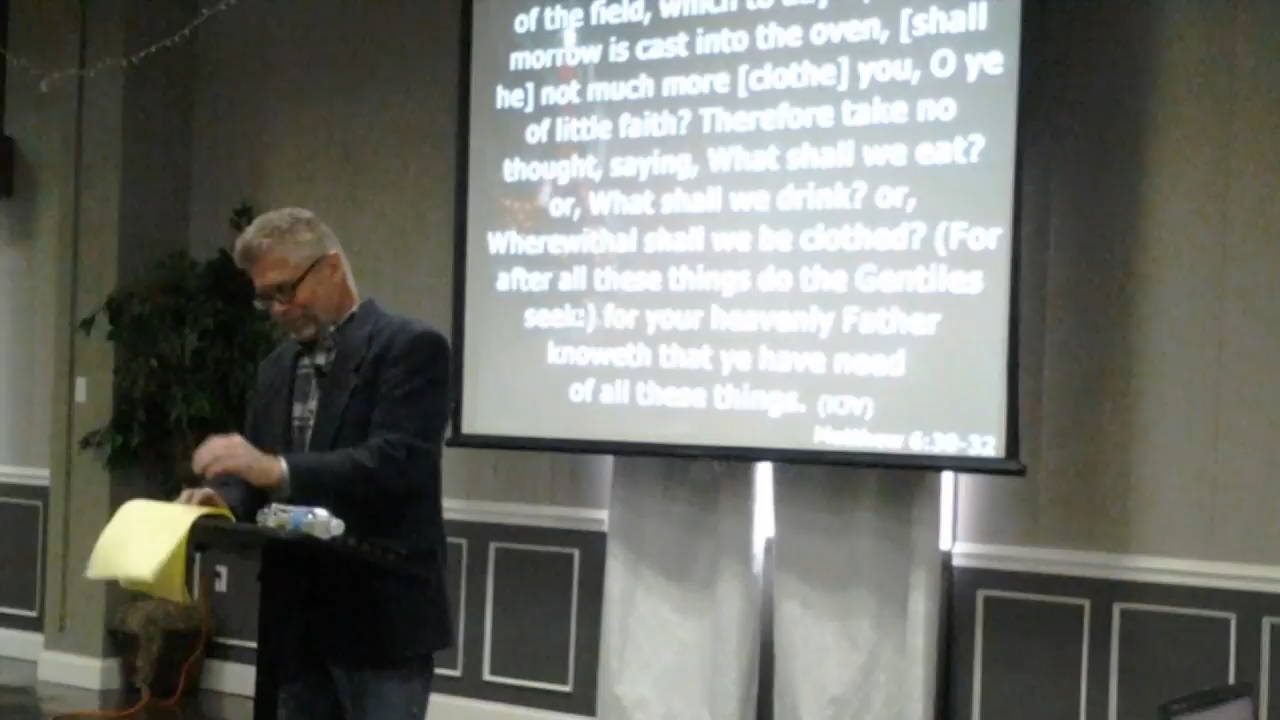 of the field, which to day
morrow is cast into the oven, [shall
he] not much more [clothe] you, O ye
of little faith? Therefore take no
thought, saying, What shall we eat?
or, What shall we drink? or,
Wherewithal shall we be clothed? (For
after all these things do the Gentiles
seek:) for your heavenly Father
knoweth that ye have need
of all these things. (KJV)
Matthew 6:30-32